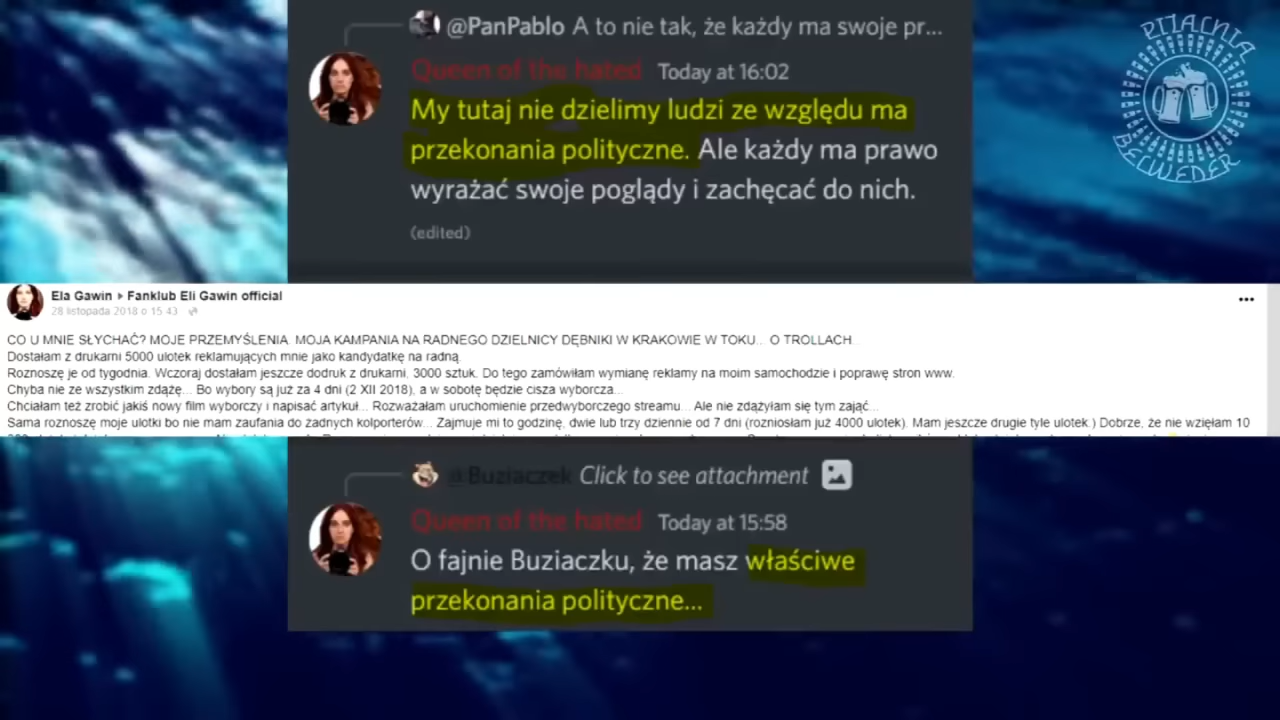 @PanPablo A to nie tak, że każdy ma swoje pr...
PIJALNIA
BELWEDER
Queen of the hated Today at 16:02
My tutaj nie dzielimy ludzi ze względu ma
przekonania polityczne. Ale każdy ma prawo
wyrażać swoje poglądy i zachęcać do nich.
(edited)
Ela Gawin ▸ Fanklub Eli Gawin official
28 listopada 2018 o 15:43
CO U MNIE SŁYCHAĆ? MOJE PRZEMYŚLENIA. MOJA KAMPANIA NA RADNEGO DZIELNICY DĘBNIKI W KRAKOWIE W TOKU... O TROLLACH...
Dostałam z drukarni 5000 ulotek reklamujących mnie jako kandydatkę na radną.
Roznoszę je od tygodnia. Wczoraj dostałam jeszcze dodruk z drukarni, 3000 sztuk. Do tego zamówiłam wymianę reklamy na moim samochodzie i poprawę stron www.
Chyba nie ze wszystkim zdążę... Bo wybory są już za 4 dni (2 XII 2018), a w sobotę będzie cisza wyborcza...
Chciałam też zrobić jakiś nowy film wyborczy i napisać artykuł... Rozważałam uruchomienie przedwyborczego streamu... Ale nie zdążyłam się tym zająć...
Sama roznoszę moje ulotki bo nie mam zaufania do żadnych kolporterów... Zajmuje mi to godzinę, dwie lub trzy dziennie od 7 dni (rozniosłam już 4000 ulotek). Mam jeszcze drugie tyle ulotek.) Dobrze, że nie wzięłam 10
@Buziaczek Click to see attachment
Queen of the hated Today at 15:58
O fajnie Buziaczku, że masz właściwe
przekonania polityczne...